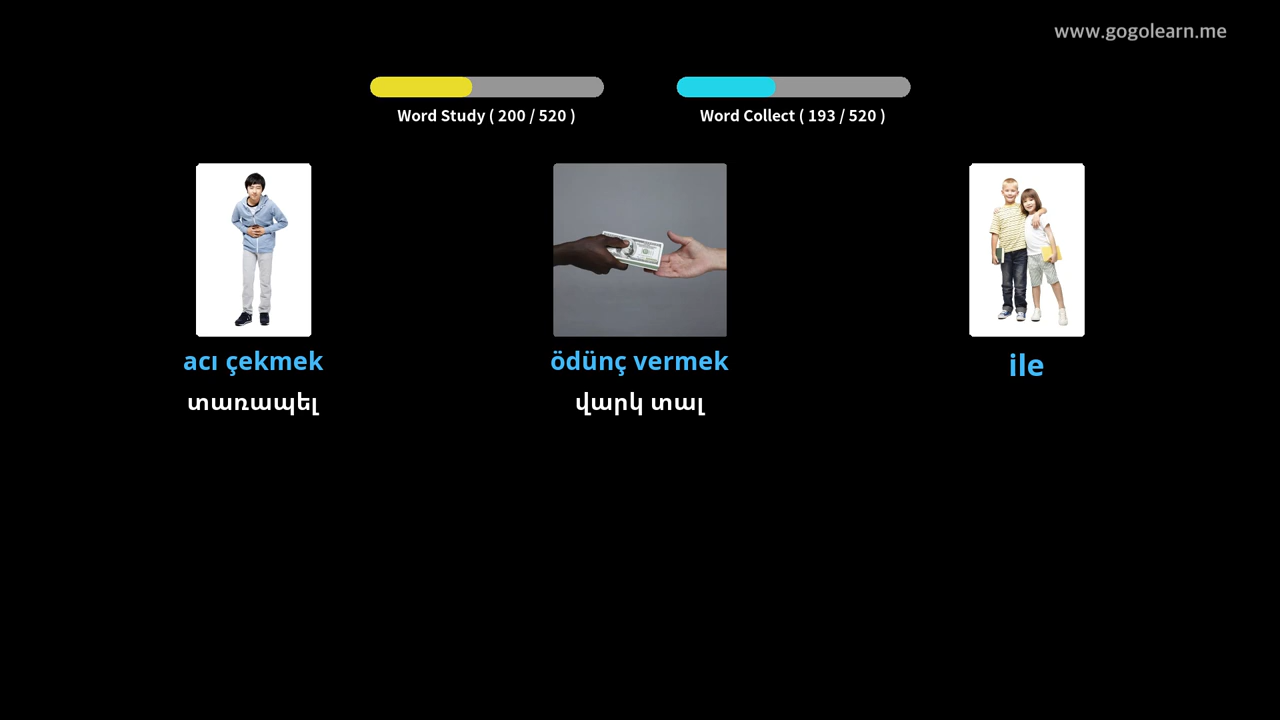 www.gogolearn.me
Word Study ( 200 / 520 )
Word Collect ( 193 / 520 )
acı çekmek
ödünç vermek
ile
տառապել
վարկ տալ